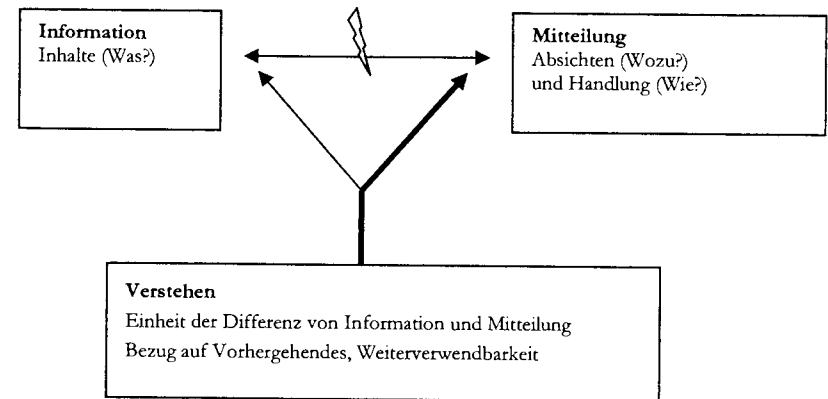 Information
Inhalte (Was?)
Mitteilung
Absichten (Wozu?)
und Handlung (Wie?)
Verstehen
Einheit der Differenz von Information und Mitteilung
Bezug auf Vorhergehendes, Weiterverwendbarkeit